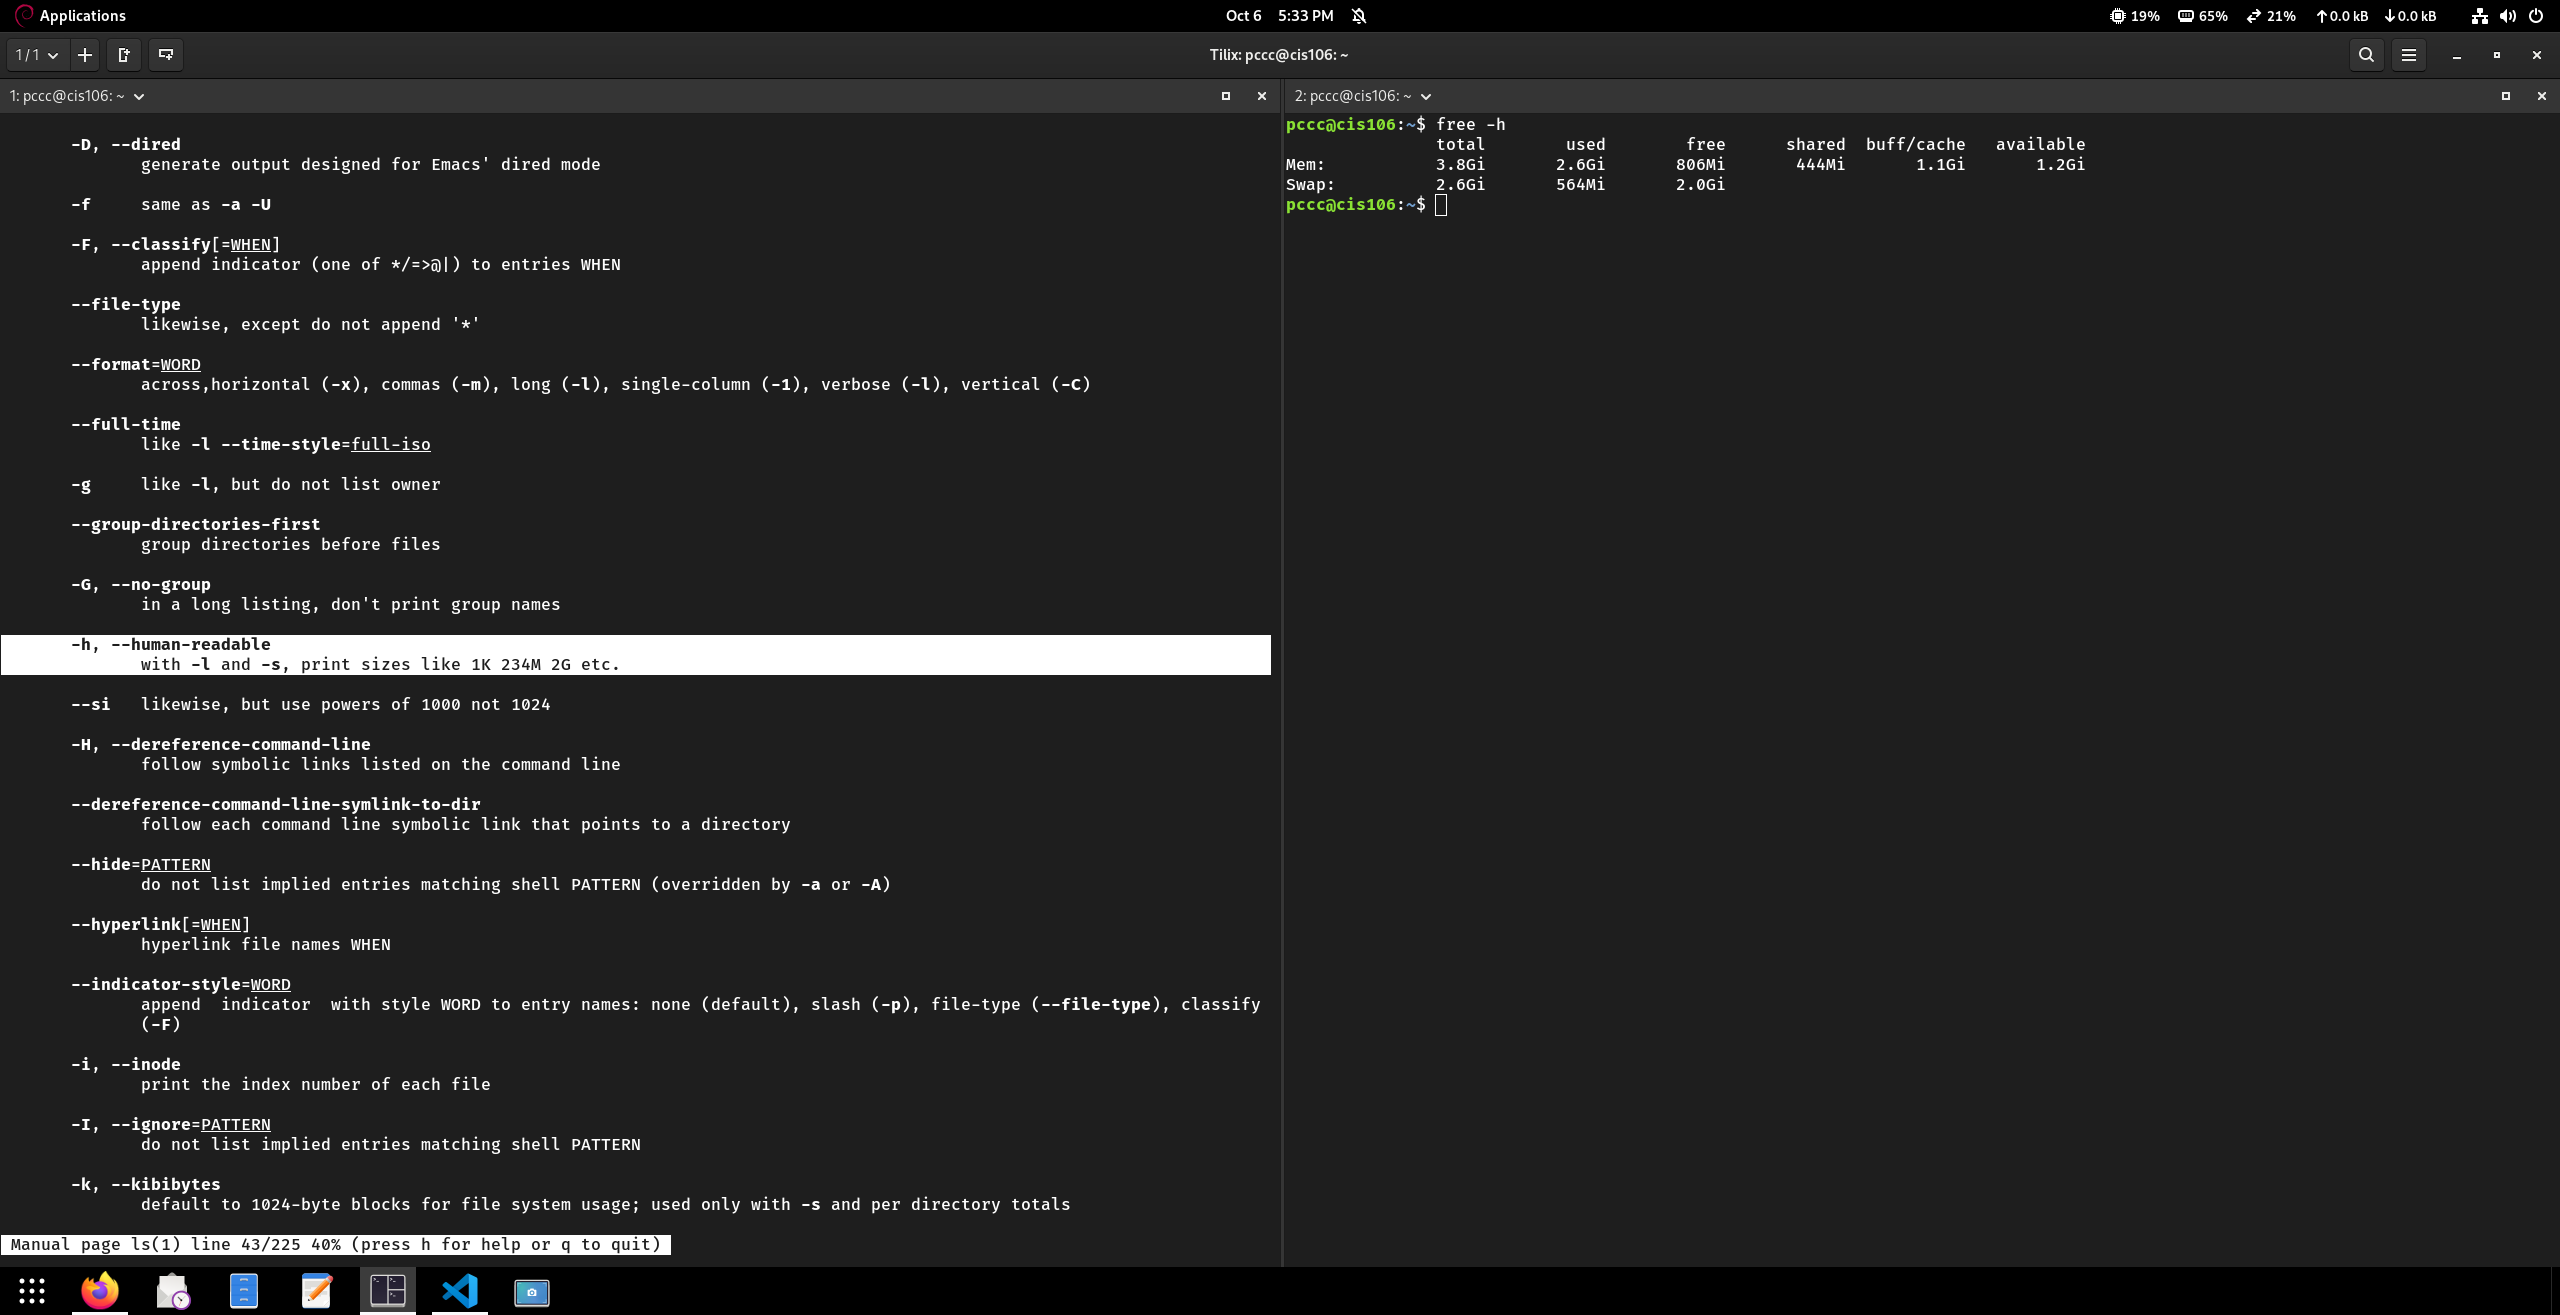 Applications
Oct 6 5:33 PM
19% 65% 21% 0.0 kB 0.0 kB
1 / 1
Tilix: pccc@cis106: ~
1: pccc@cis106: ~
-D, --dired
generate output designed for Emacs' dired mode
-f same as -a -U
-F, --classify[=WHEN]
append indicator (one of */=>@|) to entries WHEN
--file-type
likewise, except do not append '*'
--format=WORD
across,horizontal (-x), commas (-m), long (-l), single-column (-1), verbose (-l), vertical (-C)
--full-time
like -l --time-style=full-iso
-g like -l, but do not list owner
--group-directories-first
group directories before files
-G, --no-group
in a long listing, don't print group names
-h, --human-readable
with -l and -s, print sizes like 1K 234M 2G etc.
--si likewise, but use powers of 1000 not 1024
-H, --dereference-command-line
follow symbolic links listed on the command line
--dereference-command-line-symlink-to-dir
follow each command line symbolic link that points to a directory
--hide=PATTERN
do not list implied entries matching shell PATTERN (overridden by -a or -A)
--hyperlink[=WHEN]
hyperlink file names WHEN
--indicator-style=WORD
append  indicator  with style WORD to entry names: none (default), slash (-p), file-type (--file-type), classify
(-F)
-i, --inode
print the index number of each file
-I, --ignore=PATTERN
do not list implied entries matching shell PATTERN
-k, --kibibytes
default to 1024-byte blocks for file system usage; used only with -s and per directory totals
Manual page ls(1) line 43/225 40% (press h for help or q to quit)
2: pccc@cis106: ~
pccc@cis106:~$ free -h
total used free shared buff/cache available
Mem: 3.8Gi 2.6Gi 806Mi 444Mi 1.1Gi 1.2Gi
Swap: 2.6Gi 564Mi 2.0Gi
pccc@cis106:~$